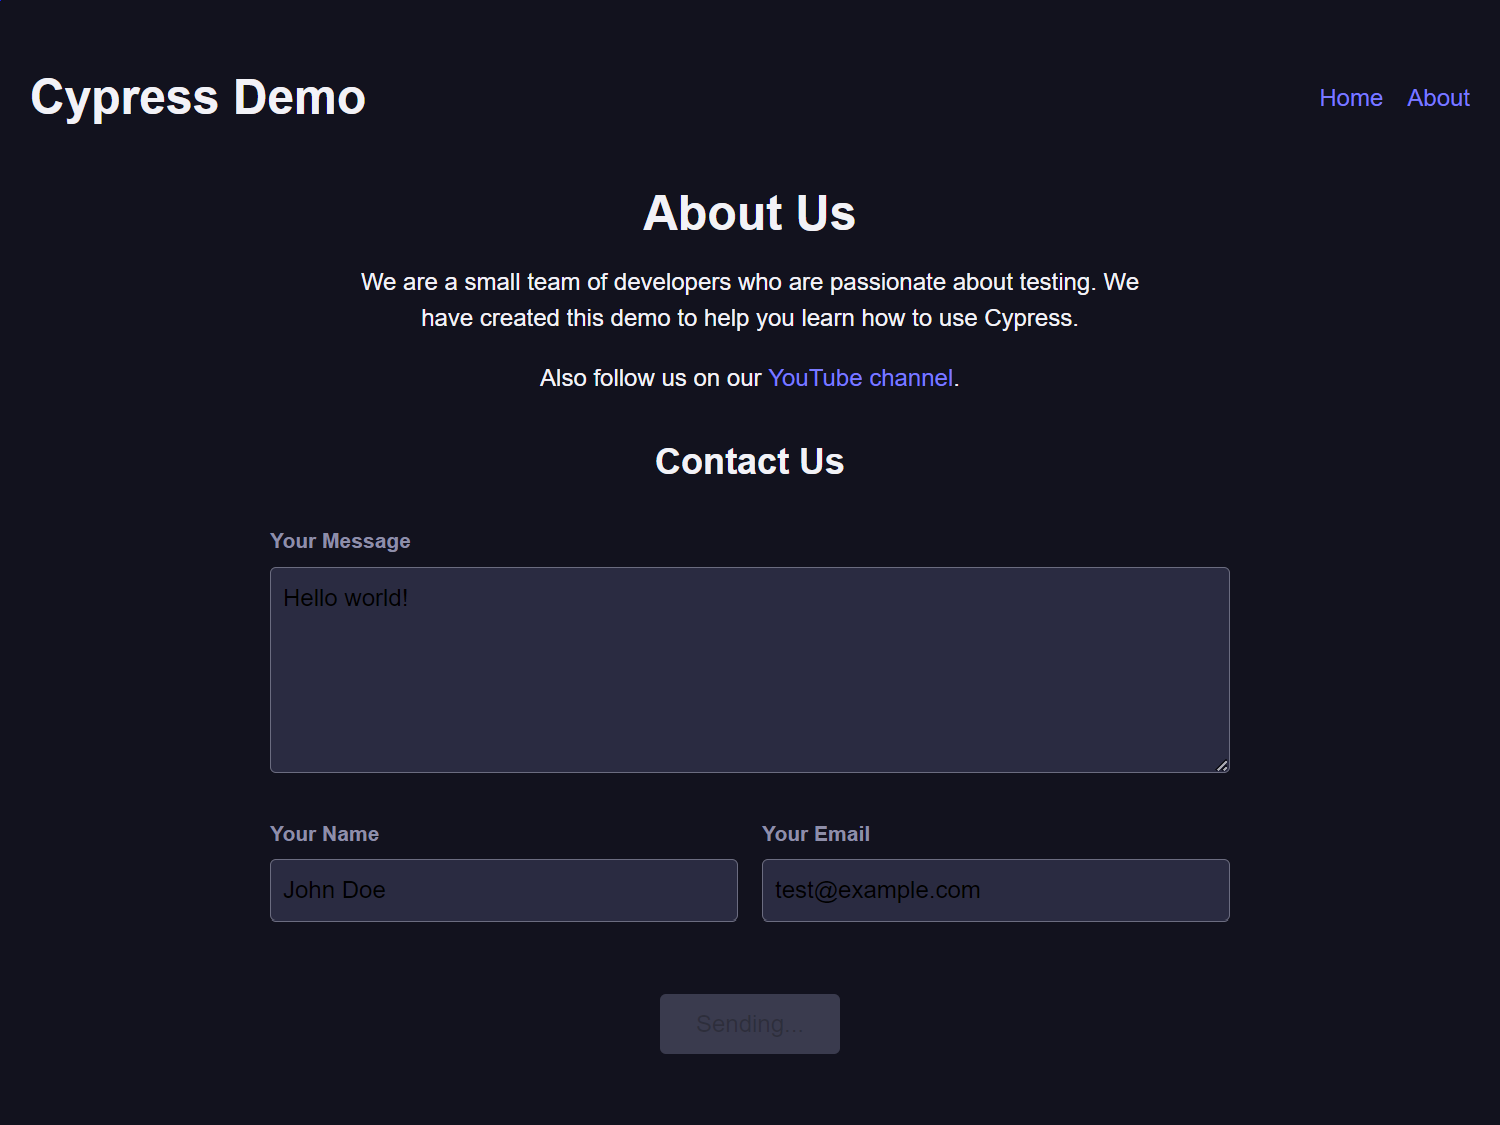 Cypress Demo
Home About
About Us
We are a small team of developers who are passionate about testing. We
have created this demo to help you learn how to use Cypress.
Also follow us on our YouTube channel.
Contact Us
Your Message
Hello world!
Your Name
Your Email
John Doe
test@example.com
Sending...